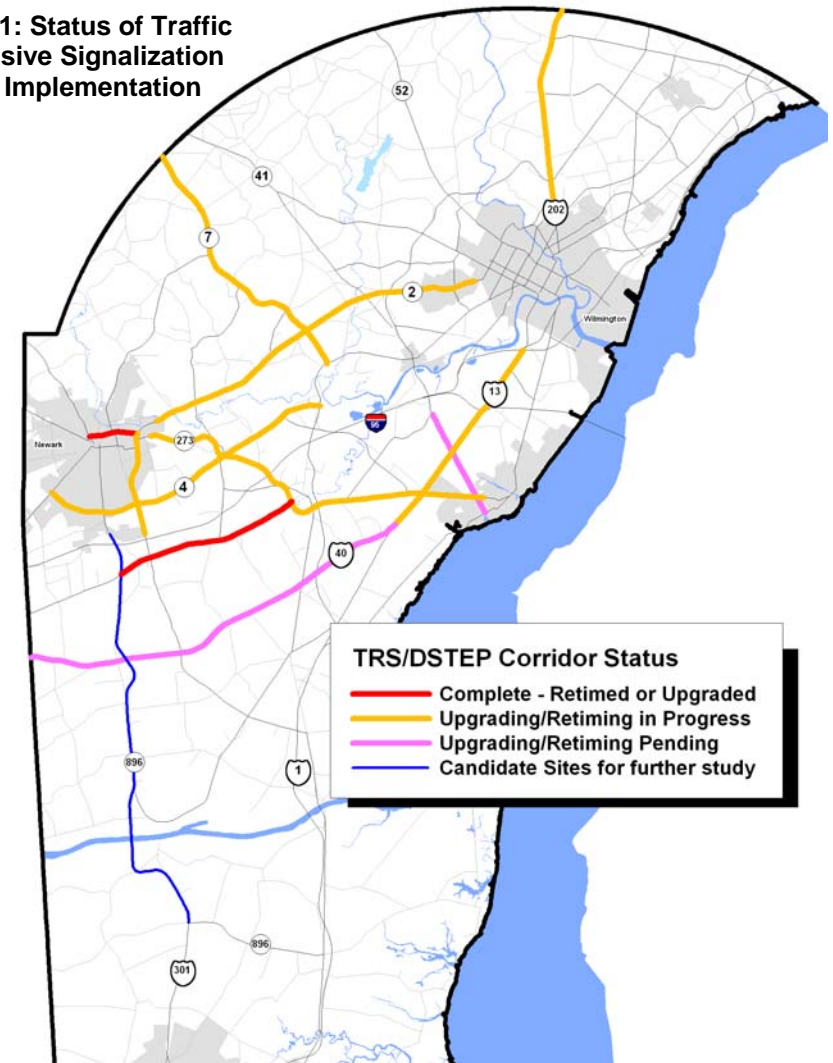 1: Status of Traffic
sive Signalization
Implementation
52
41
202
7
2
Wilmington
13
95
Newark
273
4
40
TRS/DSTEP Corridor Status
Complete - Retimed or Upgraded
Upgrading/Retiming in Progress
Upgrading/Retiming Pending
Candidate Sites for further study
896
1
896
301